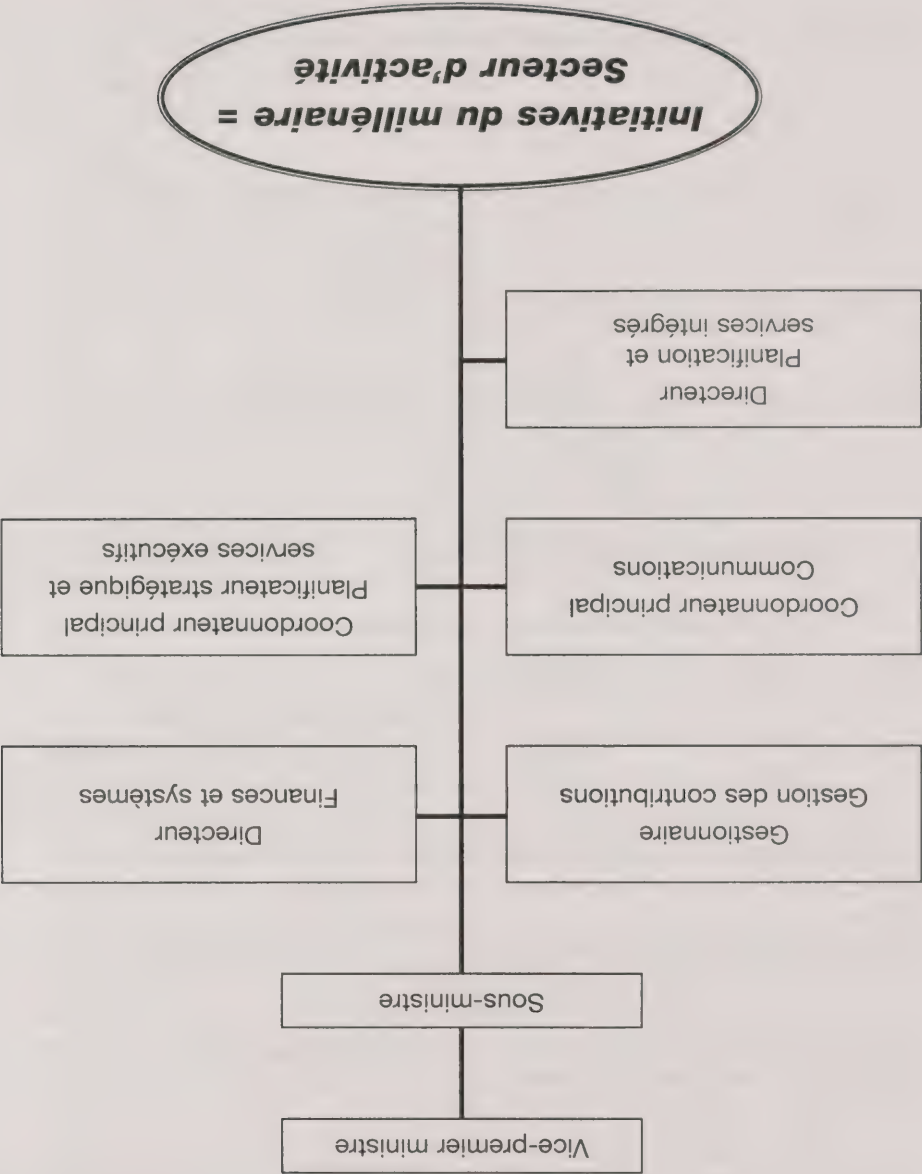 Vice-premier ministre
Sous-ministre
Gestionnaire
Gestion des contributions
Directeur
Finances et systèmes
Coordonnateur principal
Communications
Coordonnateur principal
Planificateur stratégique et
services exécutifs
Directeur
Planification et
services intégrés
Initiatives du millénaire =
Secteur d'activité